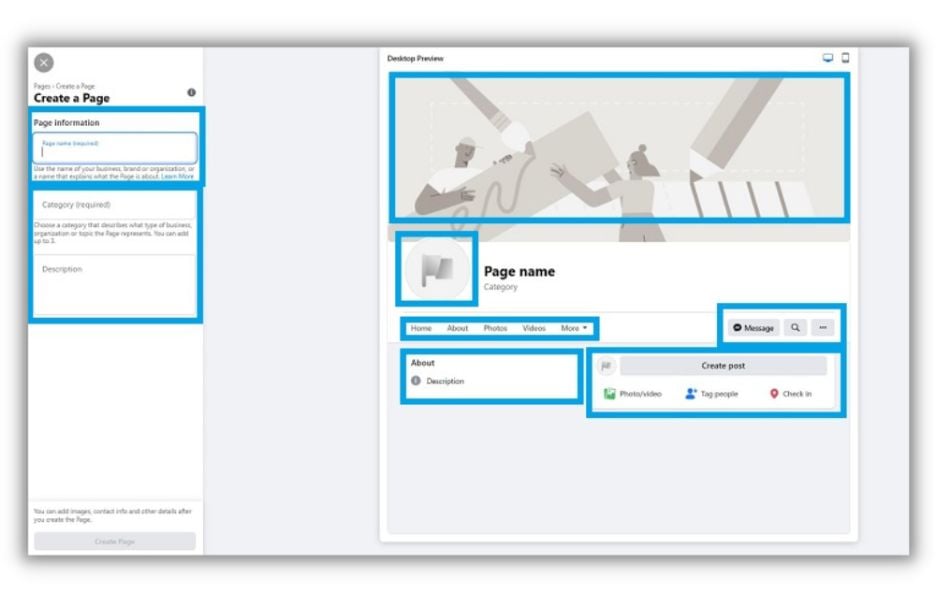 Pages › Create a Page
Create a Page
Page information
Page name (required)
Use the name of your business, brand or organization, or
a name that explains what the Page is about. Learn More
Category (required)
Choose a category that describes what type of business,
organization or topic the Page represents. You can add
up to 3.
Description
You can add images, contact info and other details after
you create the Page.
Create Page
Desktop Preview
Page name
Category
Home About Photos Videos More
Message
About
Description
Create post
Photo/video Tag people Check in